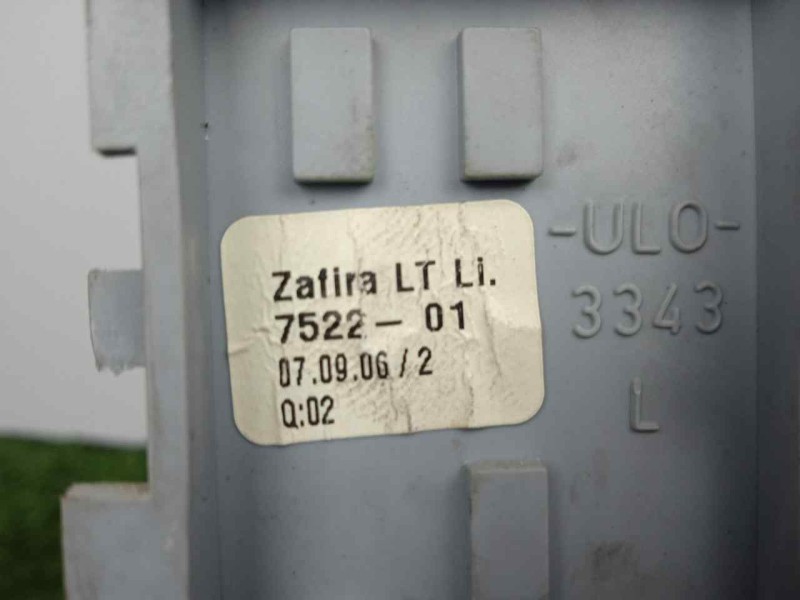 Zafira LT Li.
7522 - 01
07.09.06 / 2
Q:02
-ULO-
3343
L